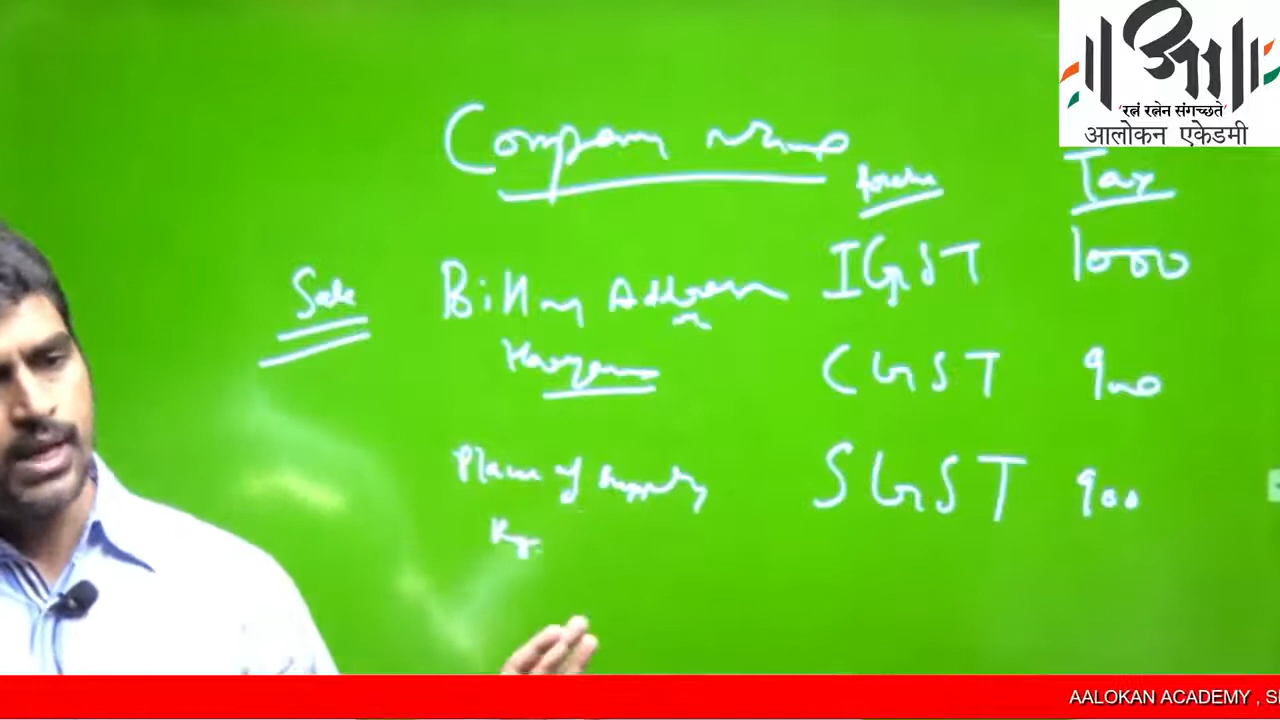 'रत्नं रत्नेन संगच्छते'
आलोकन एकेडमी
Company Name
Tax
Sale
Billing Address
IGST 1000
Haryana
CGST 900
Place of Supply
SGST 900
AALOKAN ACADEMY , S